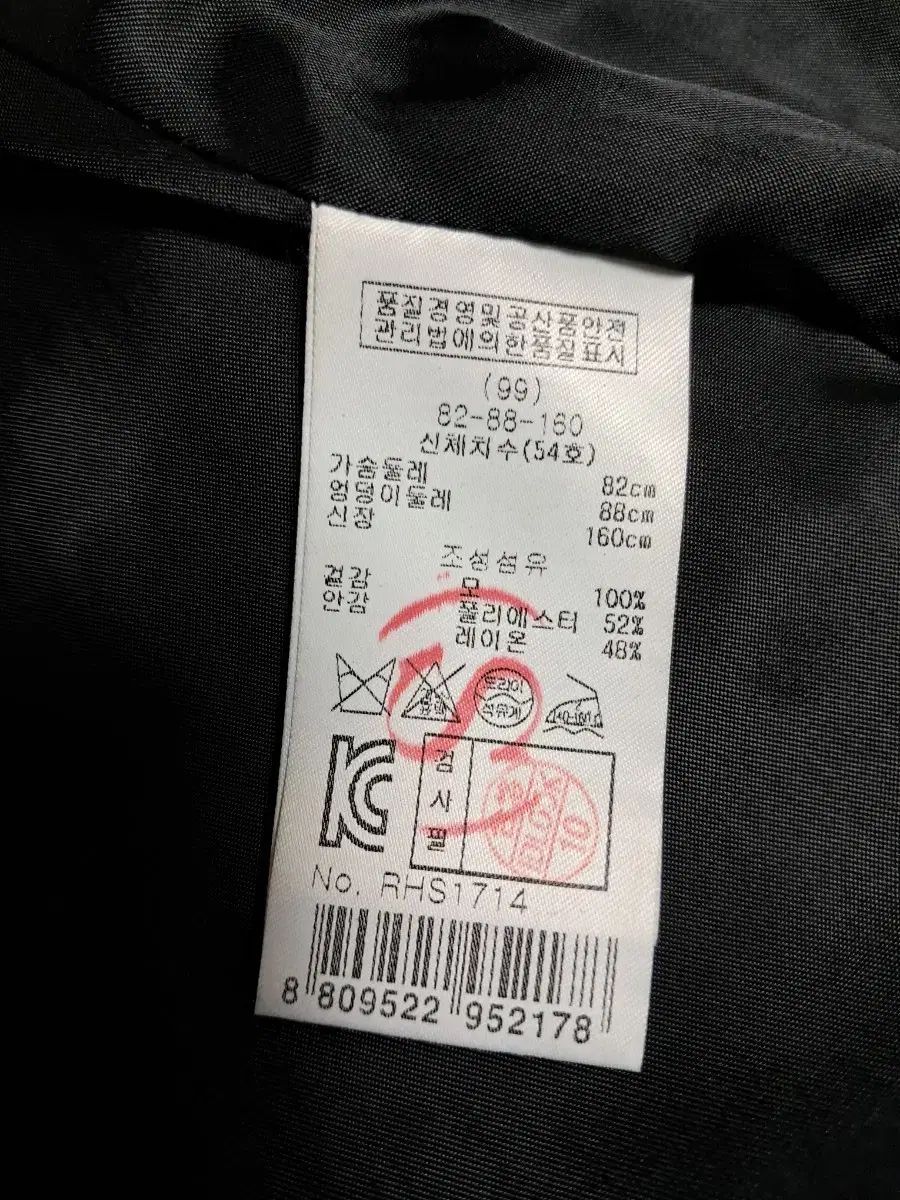 품질경영및공산품안전
관리법에의한품질표시
(99)
82-88-160
신체치수(54호)
가슴둘레 82cm
엉덩이둘레 88cm
신장 160cm
조성섬유
겉감 모 100%
안감 폴리에스터 52%
레이온 48%
드라이
석유계
검사필
No. RHS1714
8 809522 952178